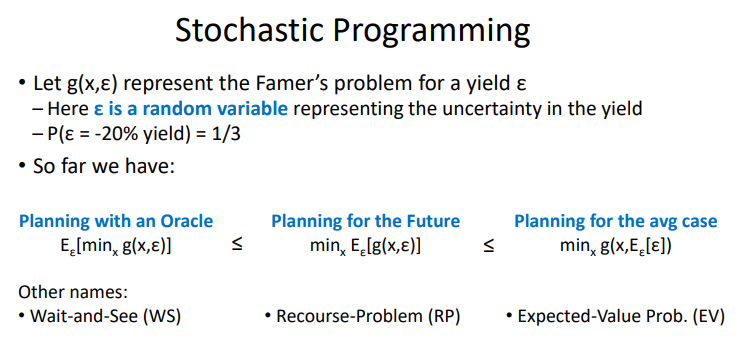 Stochastic Programming
• Let g(x,ε) represent the Famer's problem for a yield ε
– Here ε is a random variable representing the uncertainty in the yield
– P(ε = -20% yield) = 1/3
• So far we have:
Planning with an Oracle Planning for the Future Planning for the avg case
Eε[minₓ g(x,ε)] ≤ minₓ Eε[g(x,ε)] ≤ minₓ g(x,Eε[ε])
Other names:
• Wait-and-See (WS) • Recourse-Problem (RP) • Expected-Value Prob. (EV)